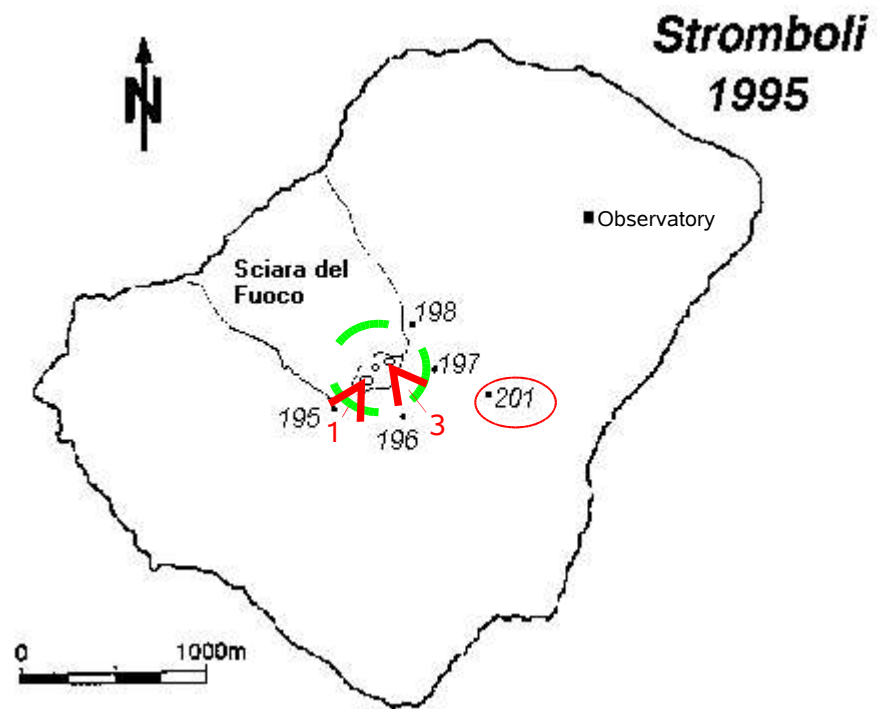 Stromboli
1995
N
Observatory
Sciara del
Fuoco
198
197
201
195
1
3
196
0
1000m